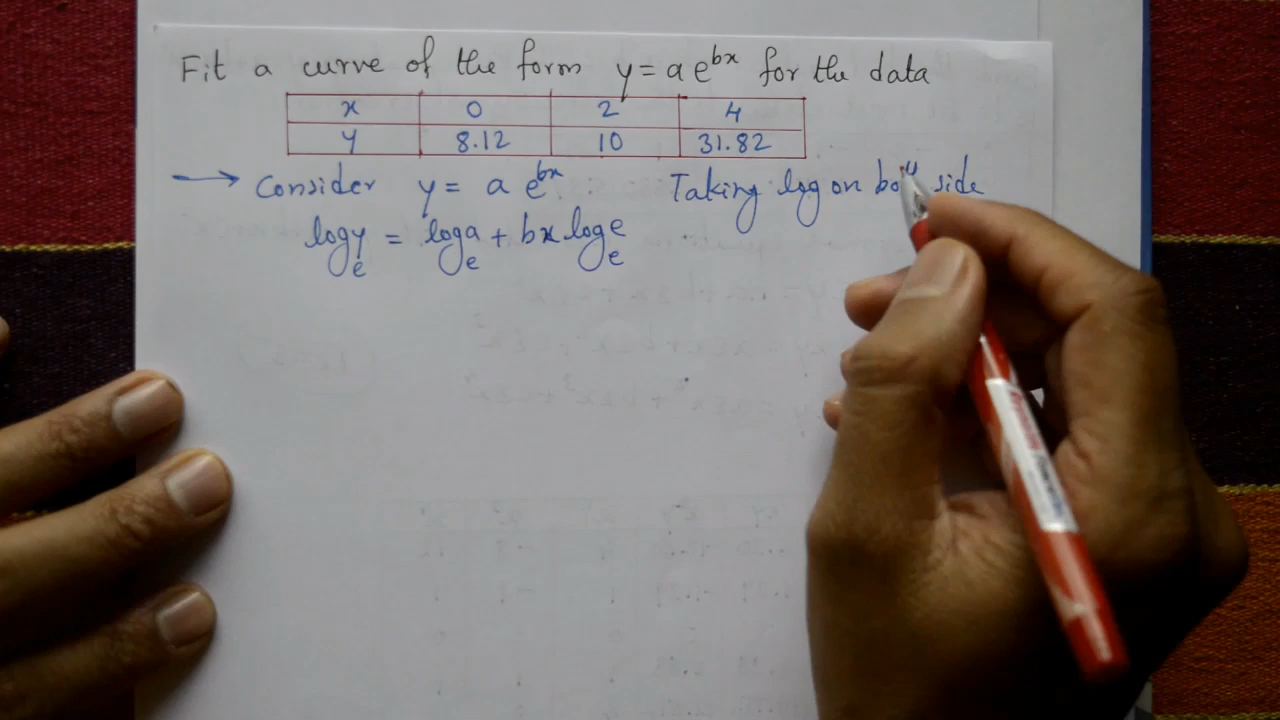 Fit a curve of the form y = a e^bx for the data
x 0 2 4
y 8.12 10 31.82
→ Consider y = a e^bx. Taking log on side
log_e y = log_e a + bx log_e e